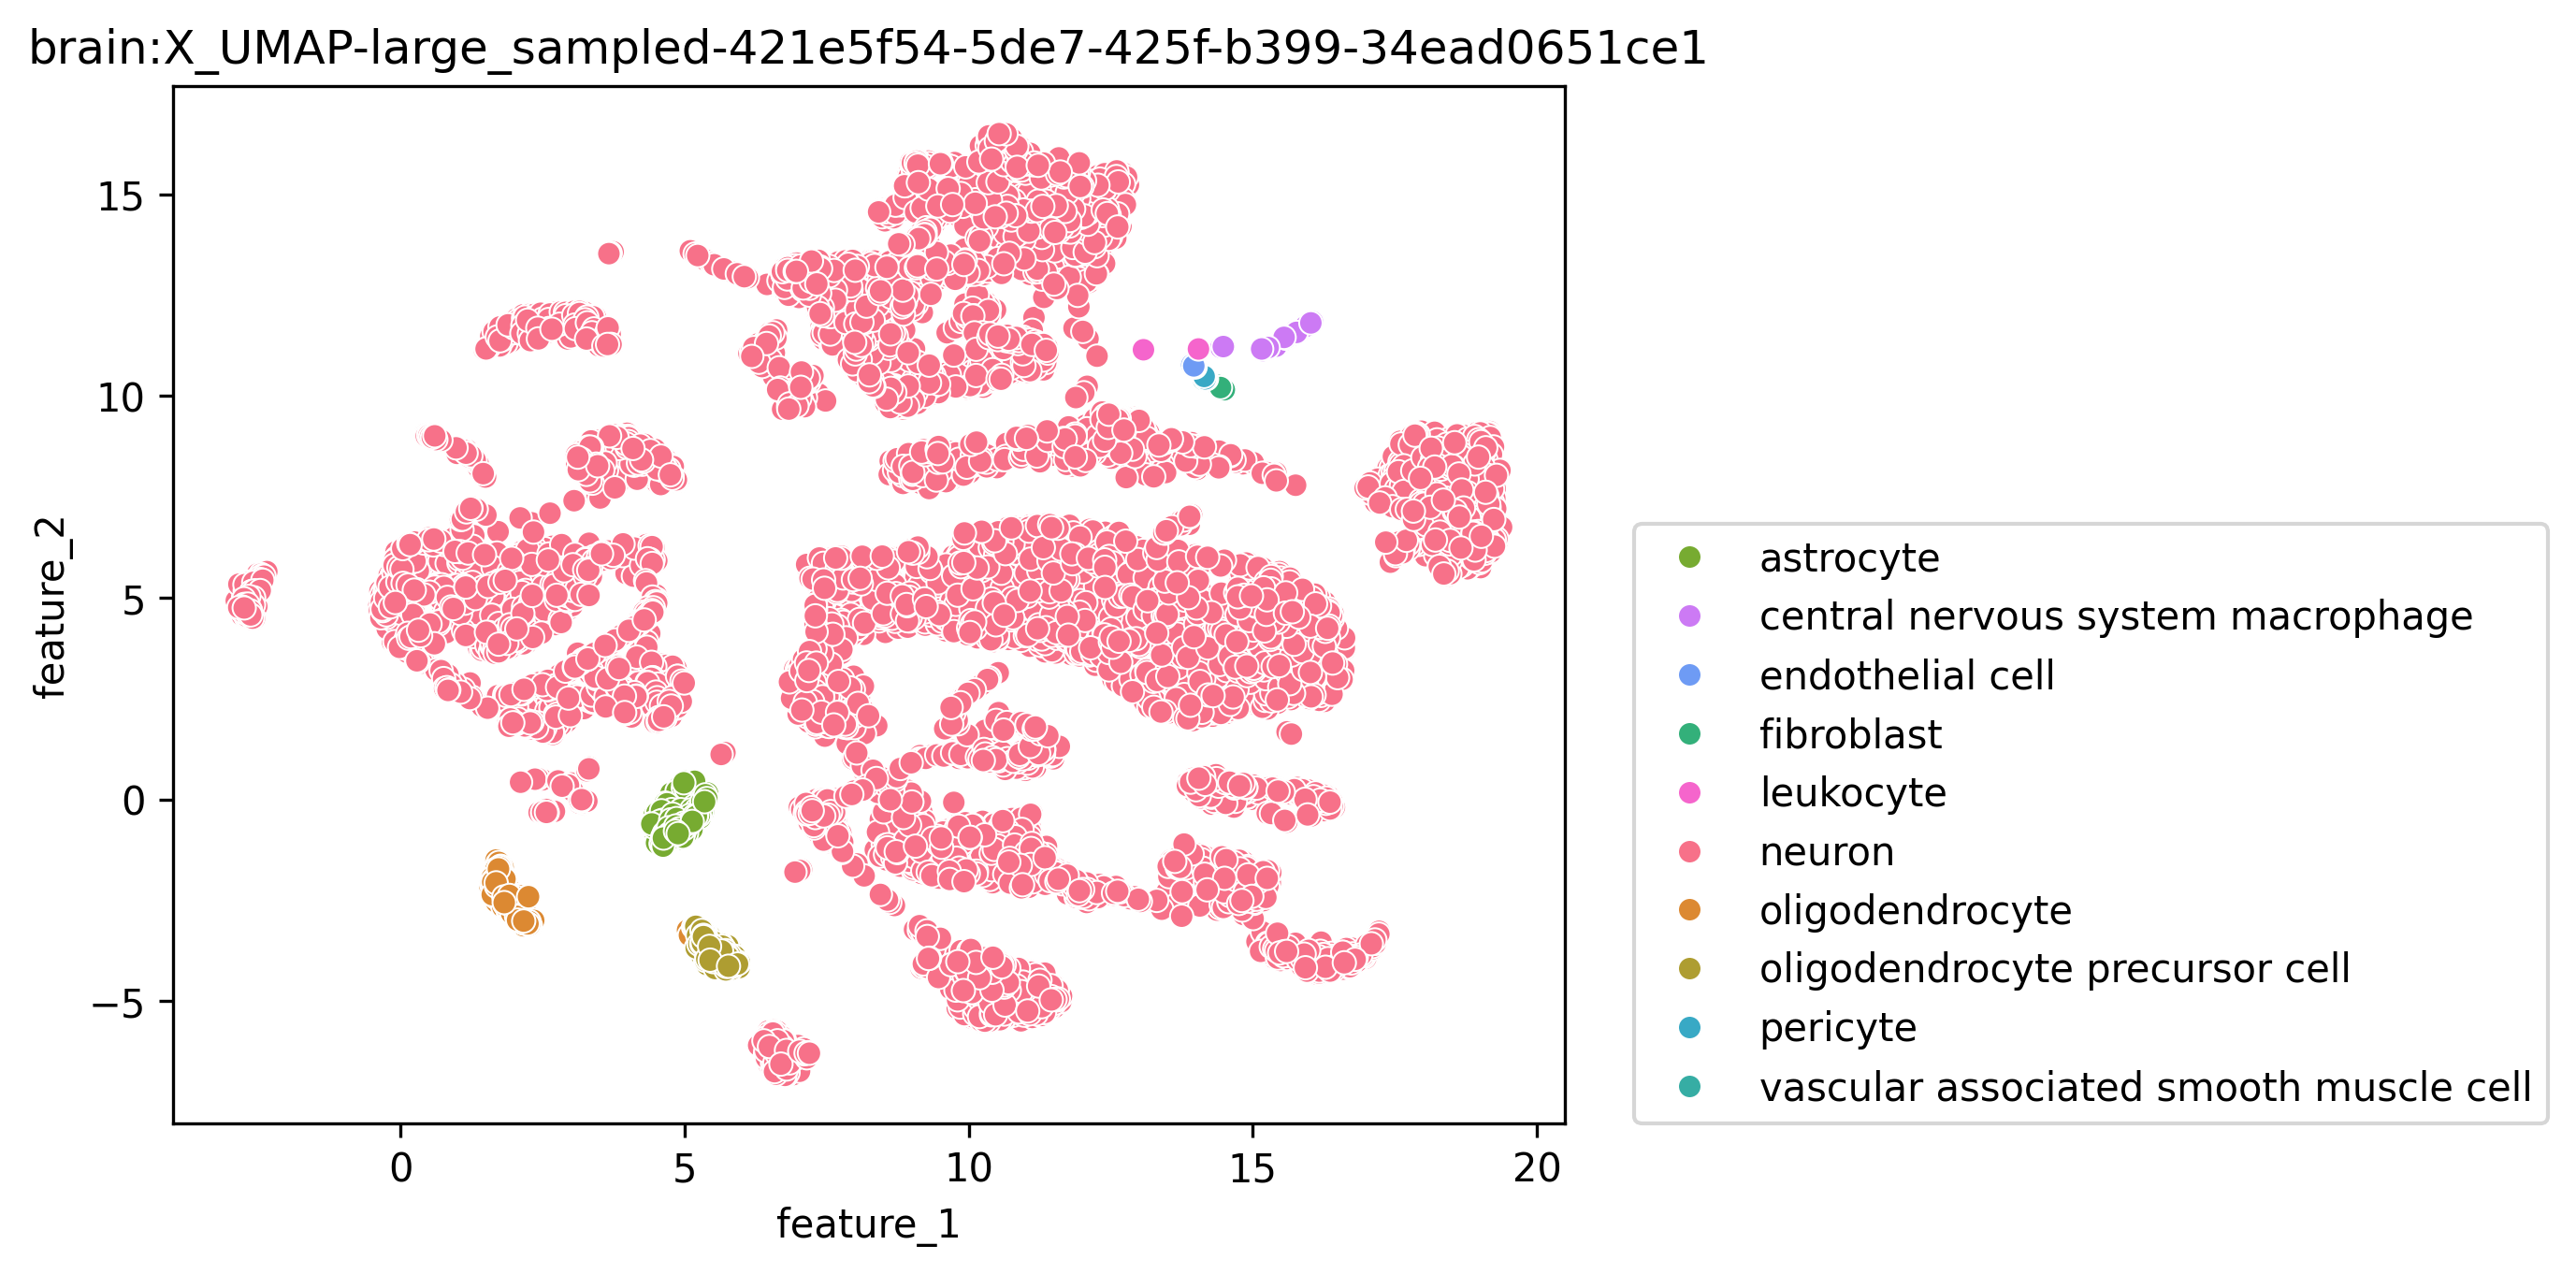 brain:X_UMAP-large_sampled-421e5f54-5de7-425f-b399-34ead0651ce1
15
10
5
0
−5
feature_2
0
5
10
15
20
feature_1
astrocyte
central nervous system macrophage
endothelial cell
fibroblast
leukocyte
neuron
oligodendrocyte
oligodendrocyte precursor cell
pericyte
vascular associated smooth muscle cell